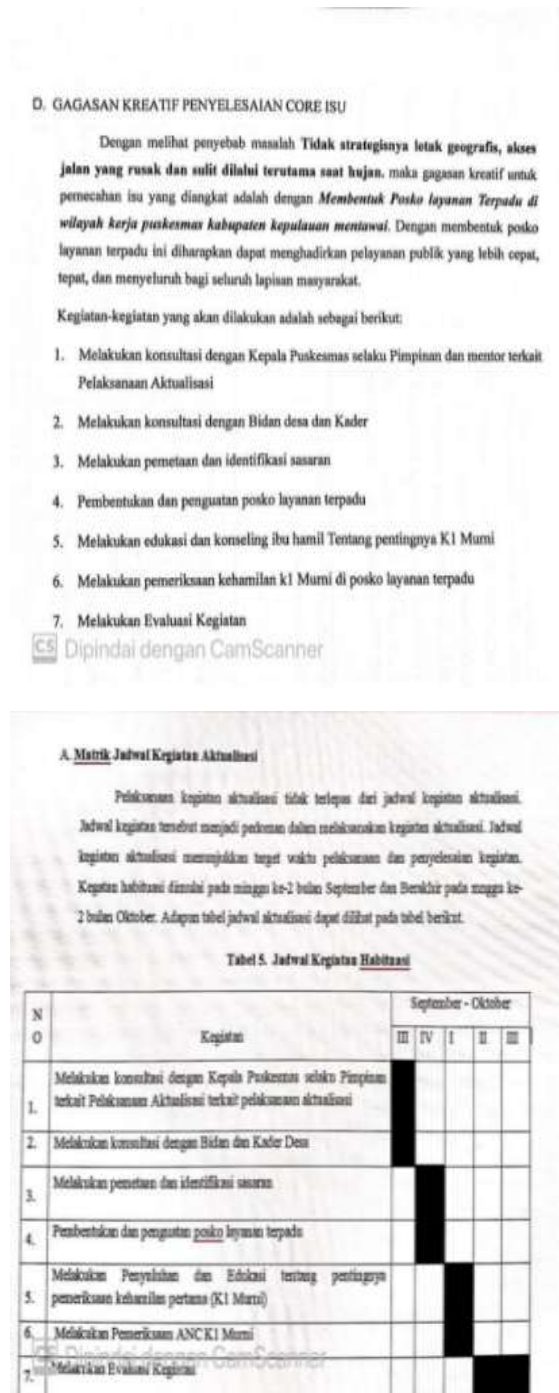 D. GAGASAN KREATIF PENYELESAIAN CORE ISU
Dengan melihat penyebab masalah Tidak strategisnya letak geografis, akses
jalan yang rusak dan sulit dilalui terutama saat hujan, maka gagasan kreatif untuk
pemecahan isu yang diangkat adalah dengan Membentuk Posko layanan Terpadu di
wilayah kerja puskesmas kabupaten kepulauan mentawai. Dengan membentuk posko
layanan terpadu ini diharapkan dapat menghadirkan pelayanan publik yang lebih cepat,
tepat, dan menyeluruh bagi seluruh lapisan masyarakat.
Kegiatan-kegiatan yang akan dilakukan adalah sebagai berikut:
1. Melakukan konsultasi dengan Kepala Puskesmas selaku Pimpinan dan mentor terkait
Pelaksanaan Aktualisasi
2. Melakukan konsultasi dengan Bidan desa dan Kader
3. Melakukan pemetaan dan identifikasi sasaran
4. Pembentukan dan penguatan posko layanan terpadu
5. Melakukan edukasi dan konseling ibu hamil Tentang pentingnya K1 Murni
6. Melakukan pemeriksaan kehamilan k1 Murni di posko layanan terpadu
7. Melakukan Evaluasi Kegiatan
CS Dipindai dengan CamScanner
A. Matrik Jadwal Kegiatan Aktualisasi
Pelaksanaan kegiatan aktualisasi tidak terlepas dari jadwal kegiatan aktualisasi.
Jadwal kegiatan tersebut menjadi pedoman dalam melaksanakan kegiatan aktualisasi. Jadwal
kegiatan aktualisasi menunjukkan target waktu pelaksanaan dan penyelesaian kegiatan.
Kegiatan habituasi dimulai pada minggu ke-2 bulan September dan Berakhir pada minggu ke-
2 bulan Oktober. Adapun tabel jadwal aktualisasi dapat dilihat pada tabel berikut.
Tabel 5. Jadwal Kegiatan Habituasi
NO Kegiatan September - Oktober
III IV I II III
1. Melakukan konsultasi dengan Kepala Puskesmas selaku Pimpinan
terkait Pelaksanaan Aktualisasi terkait pelaksanaan aktualisasi
2. Melakukan konsultasi dengan Bidan dan Kader Desa
3. Melakukan pemetaan dan identifikasi sasaran
4. Pembentukan dan penguatan posko layanan terpadu
5. Melakukan Penyuluhan dan Edukasi tentang pentingnya
pemeriksaan kehamilan pertama (K1 Murni)
6. Melakukan Pemeriksaan ANC K1 Murni
CS Dipindai dengan CamScanner
7. Melakukan Evaluasi Kegiatan